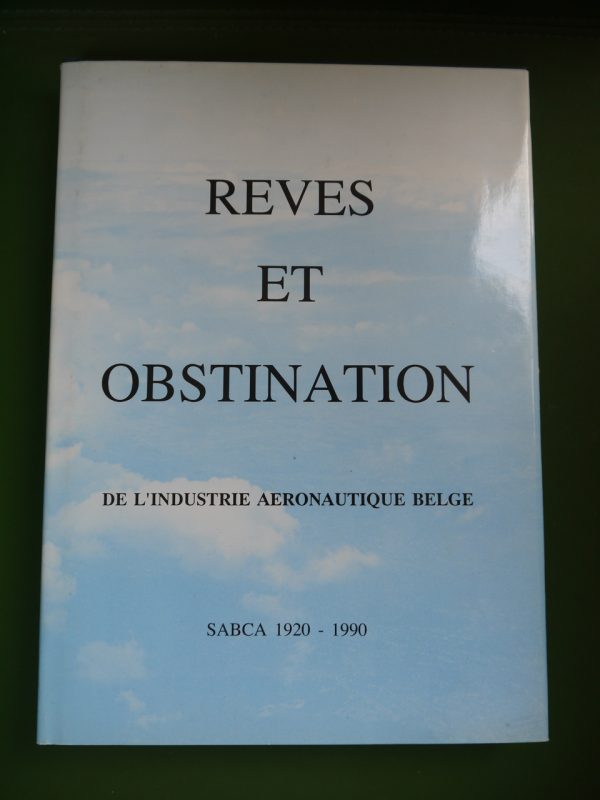 REVES
ET
OBSTINATION
DE L'INDUSTRIE AERONAUTIQUE BELGE
SABCA 1920 - 1990